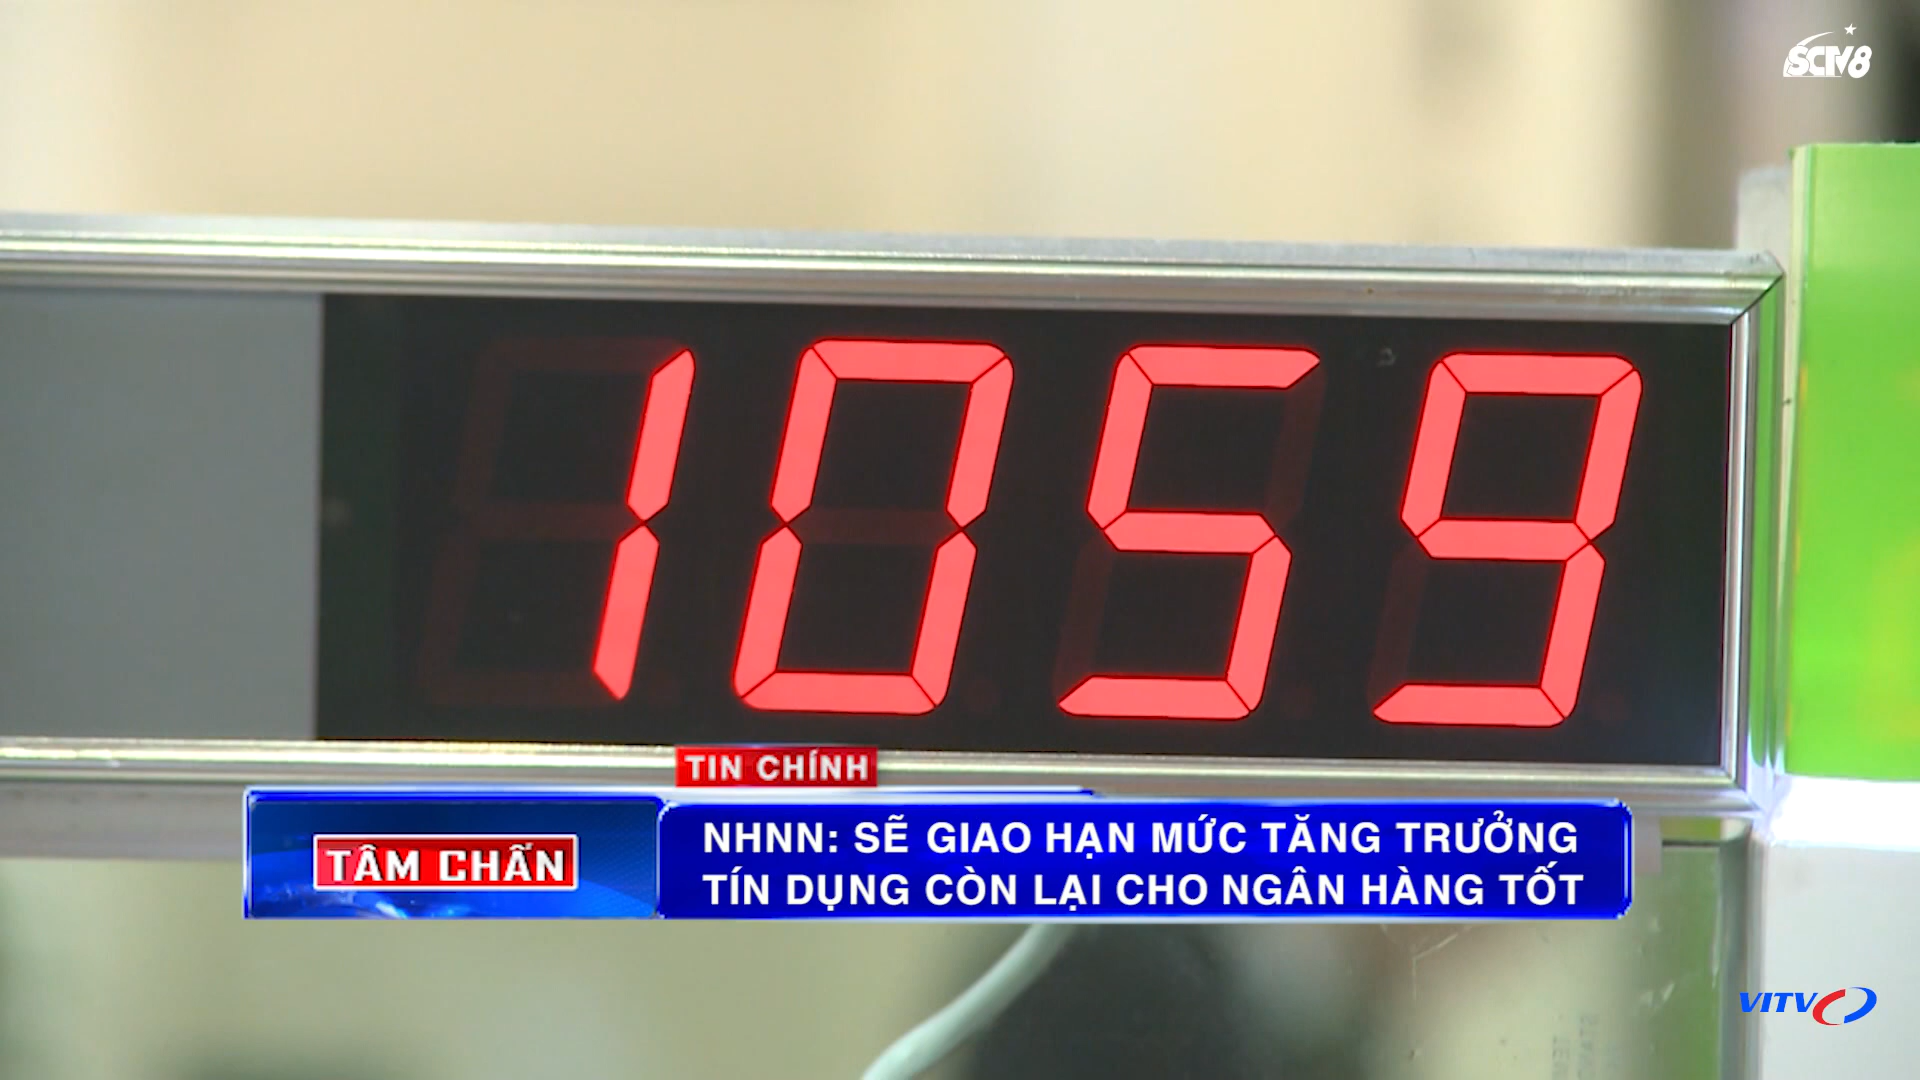 SCTV8
1059
TIN CHÍNH
TÂM CHẤN
NHNN: SẼ GIAO HẠN MỨC TĂNG TRƯỞNG
TÍN DỤNG CÒN LẠI CHO NGÂN HÀNG TỐT
VITV